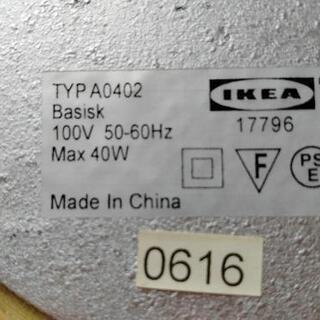 TYP A0402
Basisk
100V 50-60Hz
Max 40W
Made In China
IKEA
17796
F
PS
E
0616